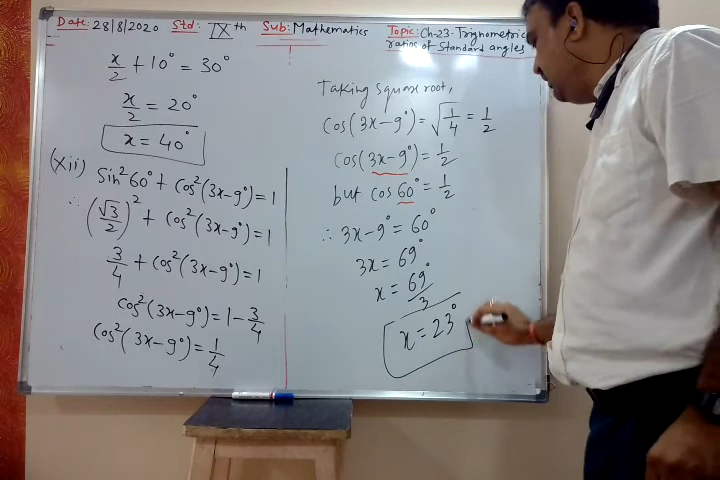 Date: 28/8/2020 Std: IXth Sub: Mathematics Topic: Ch-23-Trignometric
ratios of Standard angles
x/2 + 10° = 30°
x/2 = 20°
x = 40°
(xii) Sin²60° + Cos²(3x-9°) = 1
∴ (√3/2)² + Cos²(3x-9°) = 1
3/4 + Cos²(3x-9°) = 1
Cos²(3x-9°) = 1 - 3/4
Cos²(3x-9°) = 1/4
Taking Square root,
Cos(3x-9°) = √1/4 = 1/2
Cos(3x-9°) = 1/2
but Cos 60° = 1/2
∴ 3x-9° = 60°
3x = 69°
x = 69°/3
x = 23°